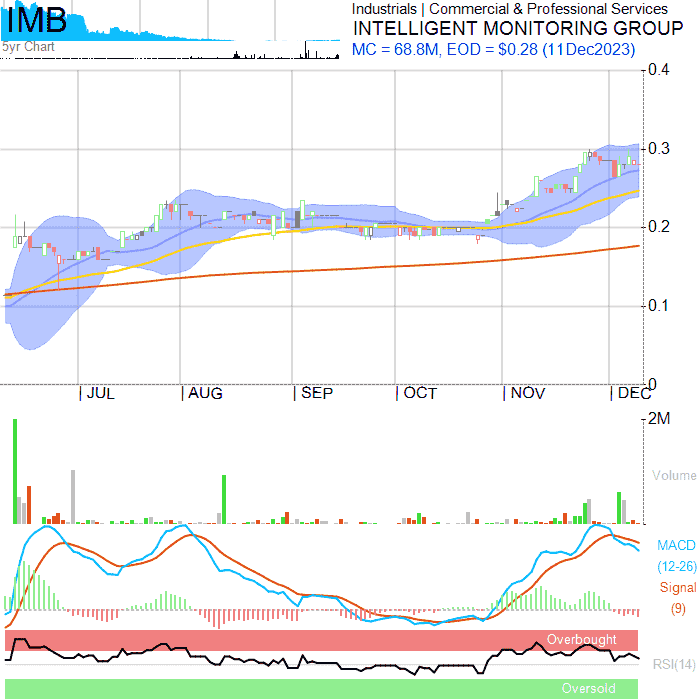 IMB
5yr Chart
Industrials | Commercial & Professional Services
INTELLIGENT MONITORING GROUP
MC = 68.8M, EOD = $0.28 (11Dec2023)
0.4
0.3
0.2
0.1
0
| JUL | AUG | SEP | OCT | NOV | DEC
2M
Volume
MACD
(12-26)
Signal
(9)
Overbought
RSI(14)
Oversold